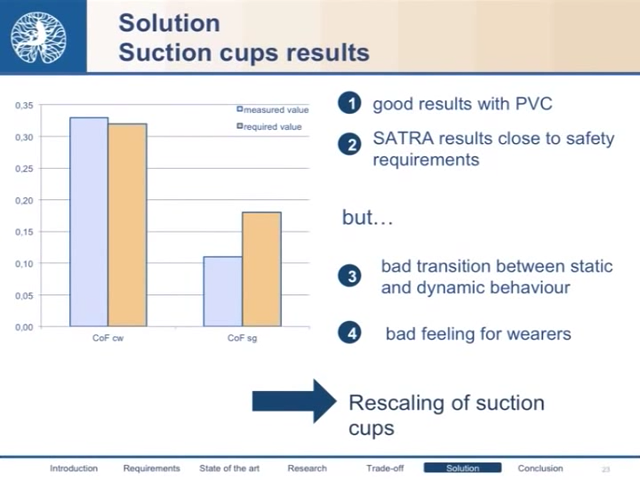 Solution
Suction cups results
0,35
0,30
0,25
0,20
0,15
0,10
0,05
0,00
measured value
required value
CoF cw
CoF sg
1 good results with PVC
2 SATRA results close to safety
requirements
but…
3 bad transition between static
and dynamic behaviour
4 bad feeling for wearers
Rescaling of suction
cups
Introduction Requirements State of the art Research Trade-off Solution Conclusion 23